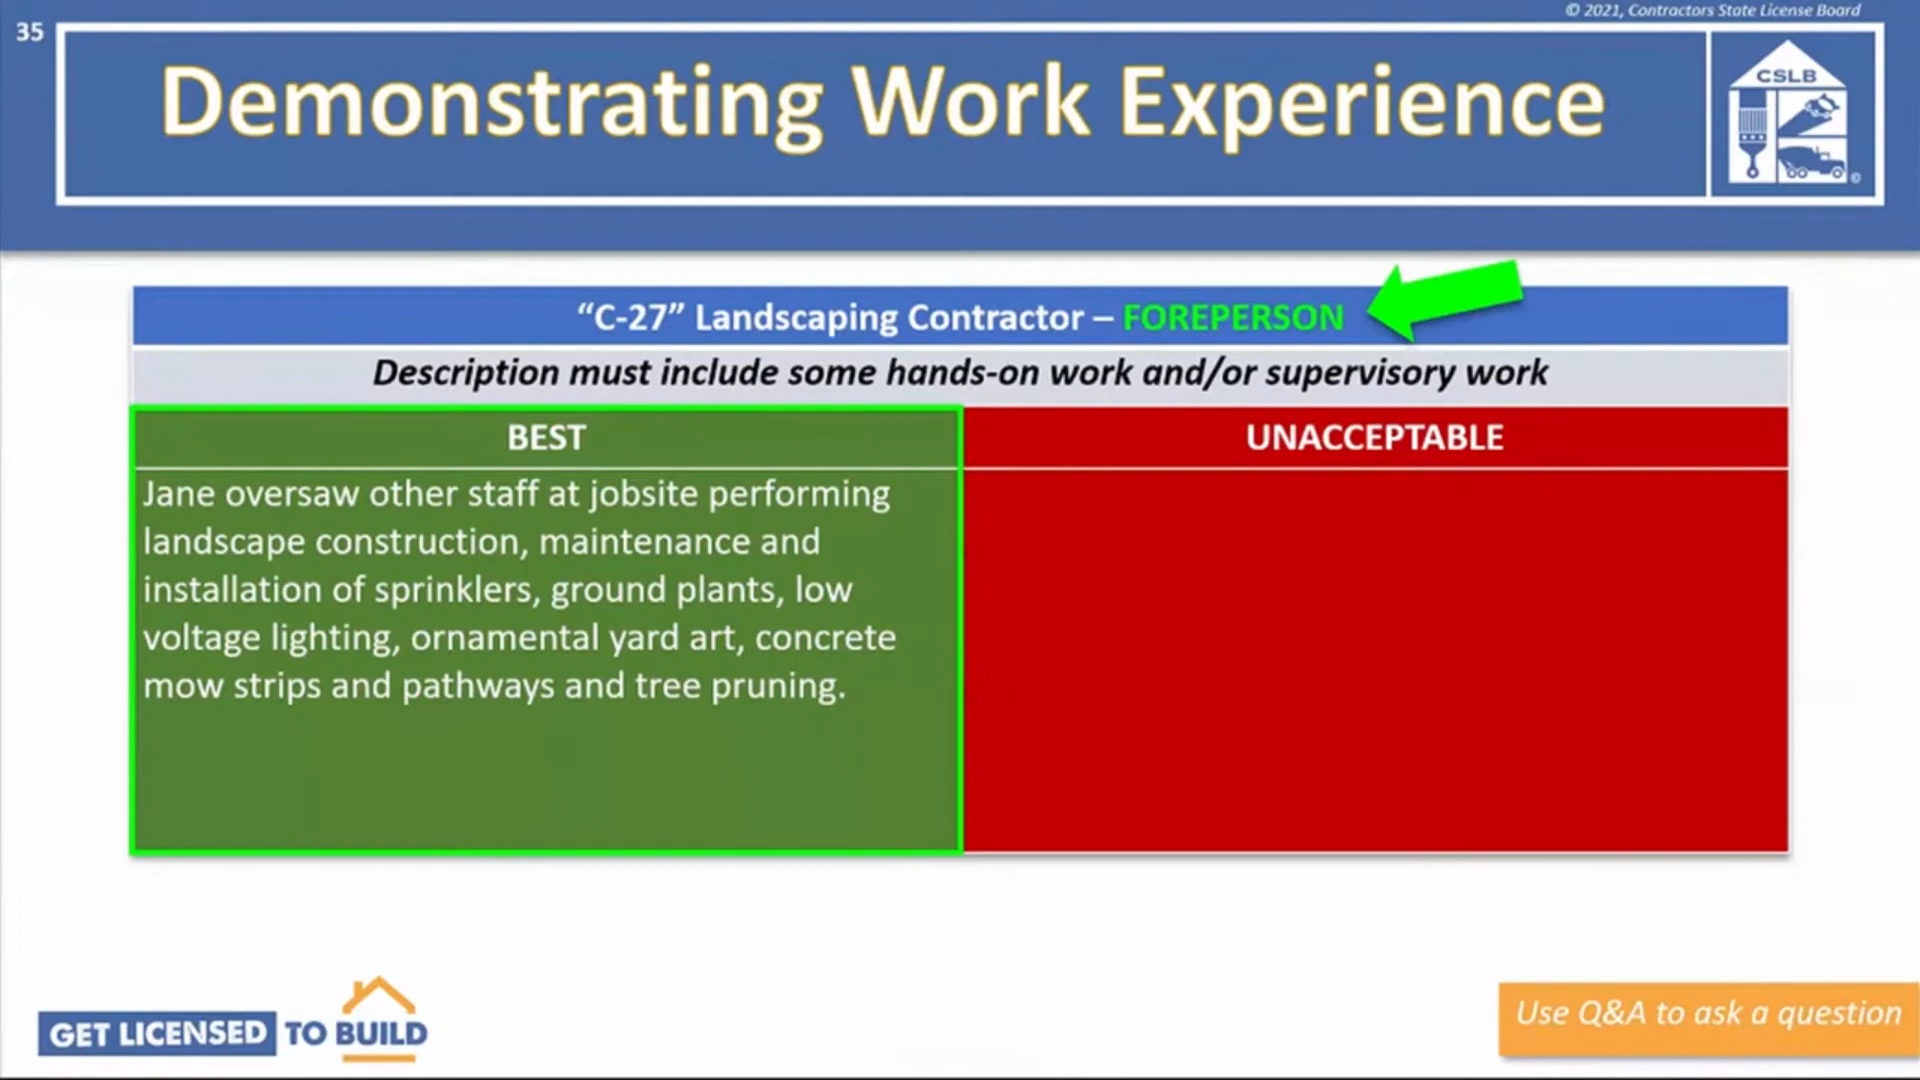 © 2021, Contractors State License Board
35
Demonstrating Work Experience
CSLB
©
“C-27” Landscaping Contractor – FOREPERSON
Description must include some hands-on work and/or supervisory work
BEST
UNACCEPTABLE
Jane oversaw other staff at jobsite performing
landscape construction, maintenance and
installation of sprinklers, ground plants, low
voltage lighting, ornamental yard art, concrete
mow strips and pathways and tree pruning.
GET LICENSED TO BUILD
Use Q&A to ask a question